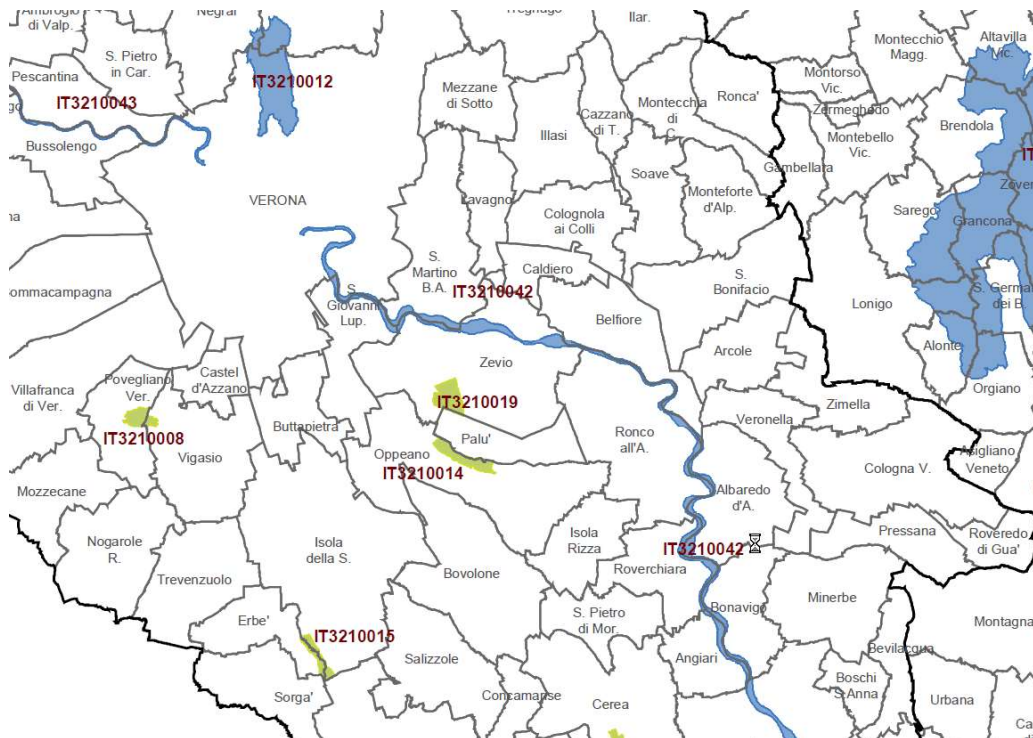 Ambrogio
di Valp.
Negrar
Tregnago
Ilar.
S. Pietro
in Car.
Pescantina
IT3210043
IT3210012
Bussolengo
Mezzane
di Sotto
Illasi
Cazzano
di T.
Montecchia
di
C.
Ronca'
Montecchio
Magg.
Altavilla
Vic.
Montorso
Vic.
Zermeghedo
Montebello
Vic.
Brendola
Gambellara
VERONA
Lavagno
Soave
Monteforte
d'Alp.
Colognola
ai Colli
Sarego
Grancona
S.
Martino
B.A.
Caldiero
IT3210042
S.
Bonifacio
S.
Giovanni
Lup.
Belfiore
Lonigo
S. Germa
dei B.
ommacampagna
Zevio
Arcole
Alonte
Orgiano
Villafranca
di Ver.
Povegliano
Ver.
Castel
d'Azzano
IT3210019
Zimella
Veronella
IT3210008
Buttapietra
Palu'
Ronco
all'A.
Vigasio
Oppeano
IT3210014
Cologna V.
Asigliano
Veneto
Mozzecane
Albaredo
d'A.
Nogarole
R.
Isola
della S.
Isola
Rizza
IT3210042
Pressana
Roveredo
di Gua'
Trevenzuolo
Bovolone
Roverchiara
Erbe'
IT3210015
S. Pietro
di Mor.
Bonavigo
Minerbe
Montagna
Salizzole
Angiari
Bevilacqua
Sorga'
Concamarise
Cerea
Boschi
S.Anna
Urbana